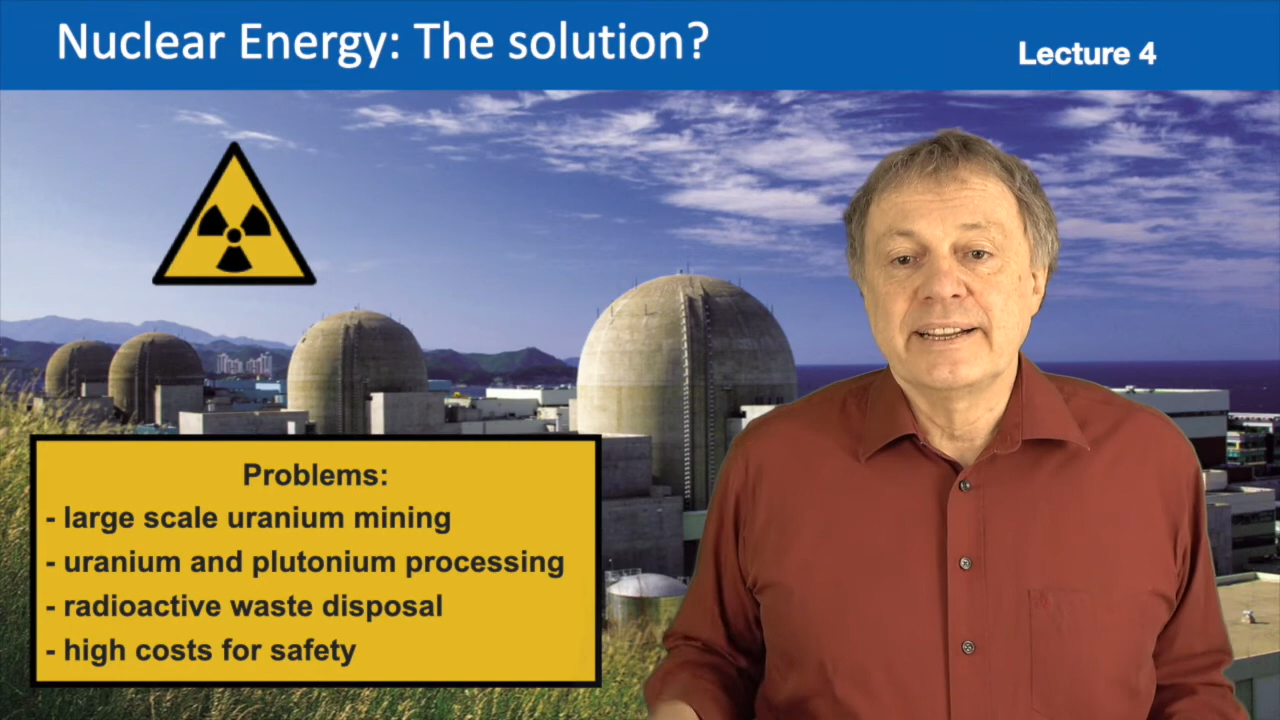 Nuclear Energy: The solution?
Lecture 4
Problems:
- large scale uranium mining
- uranium and plutonium processing
- radioactive waste disposal
- high costs for safety